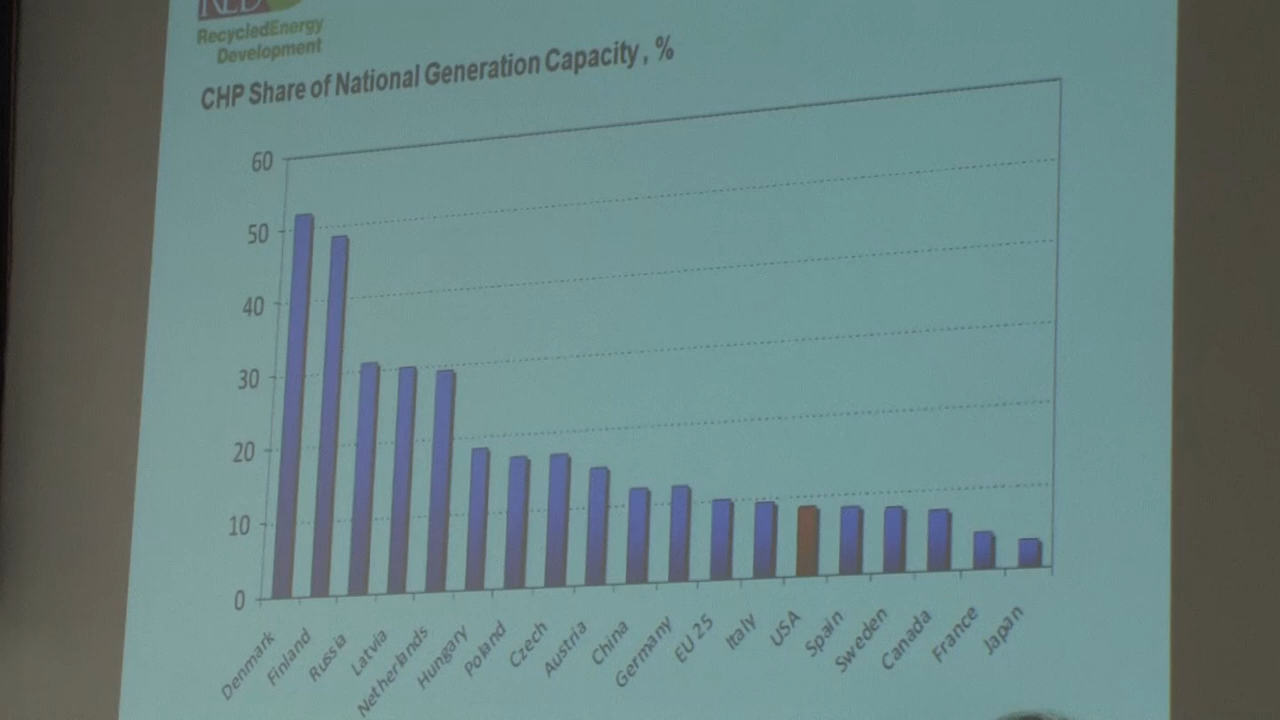 RED
RecycledEnergy
Development
CHP Share of National Generation Capacity , %
60
50
40
30
20
10
0
Denmark
Finland
Russia
Latvia
Netherlands
Hungary
Poland
Czech
Austria
China
Germany
EU 25
Italy
USA
Spain
Sweden
Canada
France
Japan